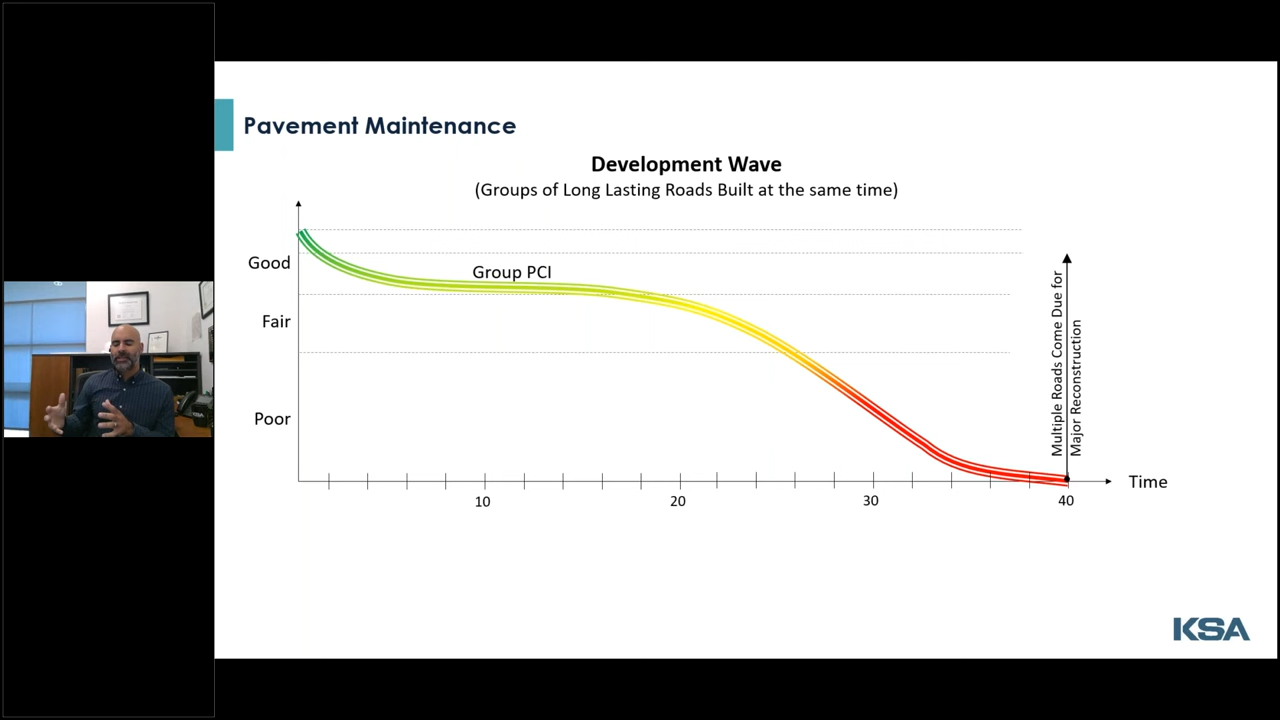 Pavement Maintenance
Development Wave
(Groups of Long Lasting Roads Built at the same time)
Good
Group PCI
Fair
Poor
Multiple Roads Come Due for
Major Reconstruction
Time
10
20
30
40
KSA